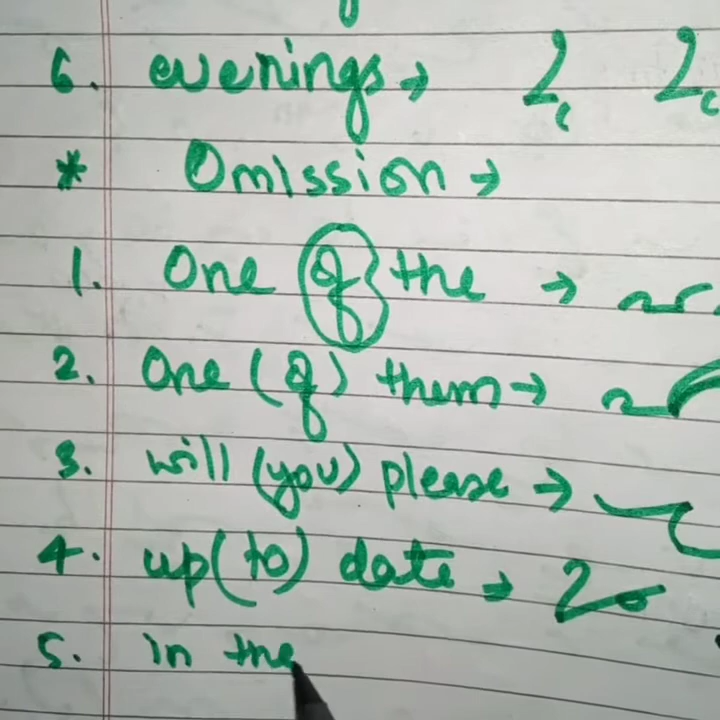 6. evenings →
* Omission →
1. One (of) the →
2. One (of) them →
3. will (you) please →
4. up(to) date →
5. in the